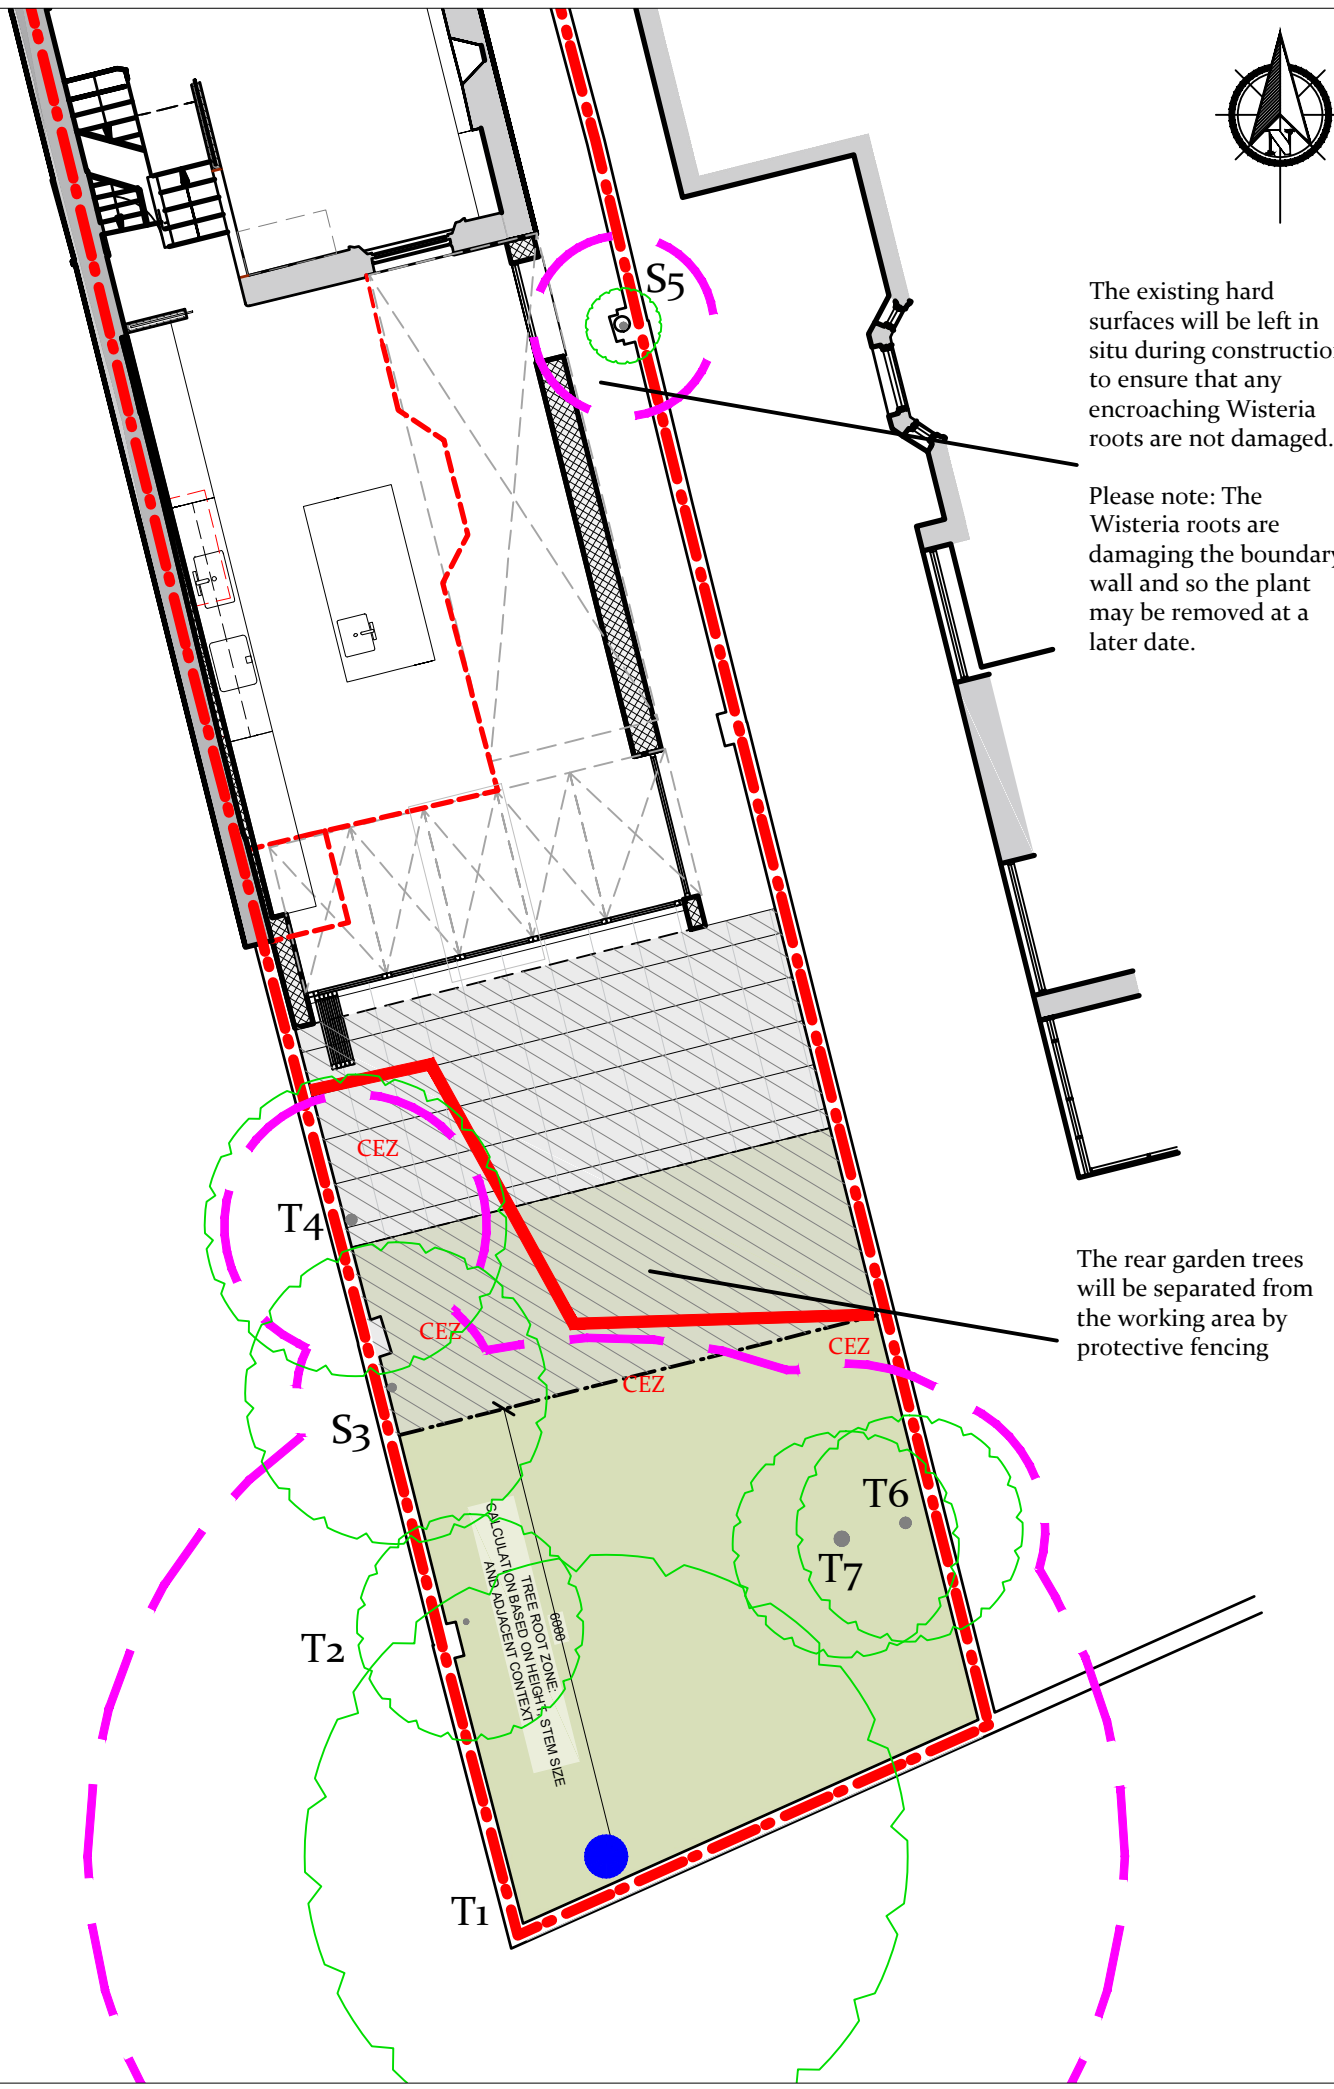 N
S5
The existing hard
surfaces will be left in
situ during constructio
to ensure that any
encroaching Wisteria
roots are not damaged.
Please note: The
Wisteria roots are
damaging the boundary
wall and so the plant
may be removed at a
later date.
CEZ
T4
The rear garden trees
will be separated from
the working area by
protective fencing
CEZ
CEZ
CEZ
S3
T6
T7
T2
6000
TREE ROOT ZONE:
CALCULATION BASED ON HEIGHT, STEM SIZE
AND ADJACENT CONTEXT
T1